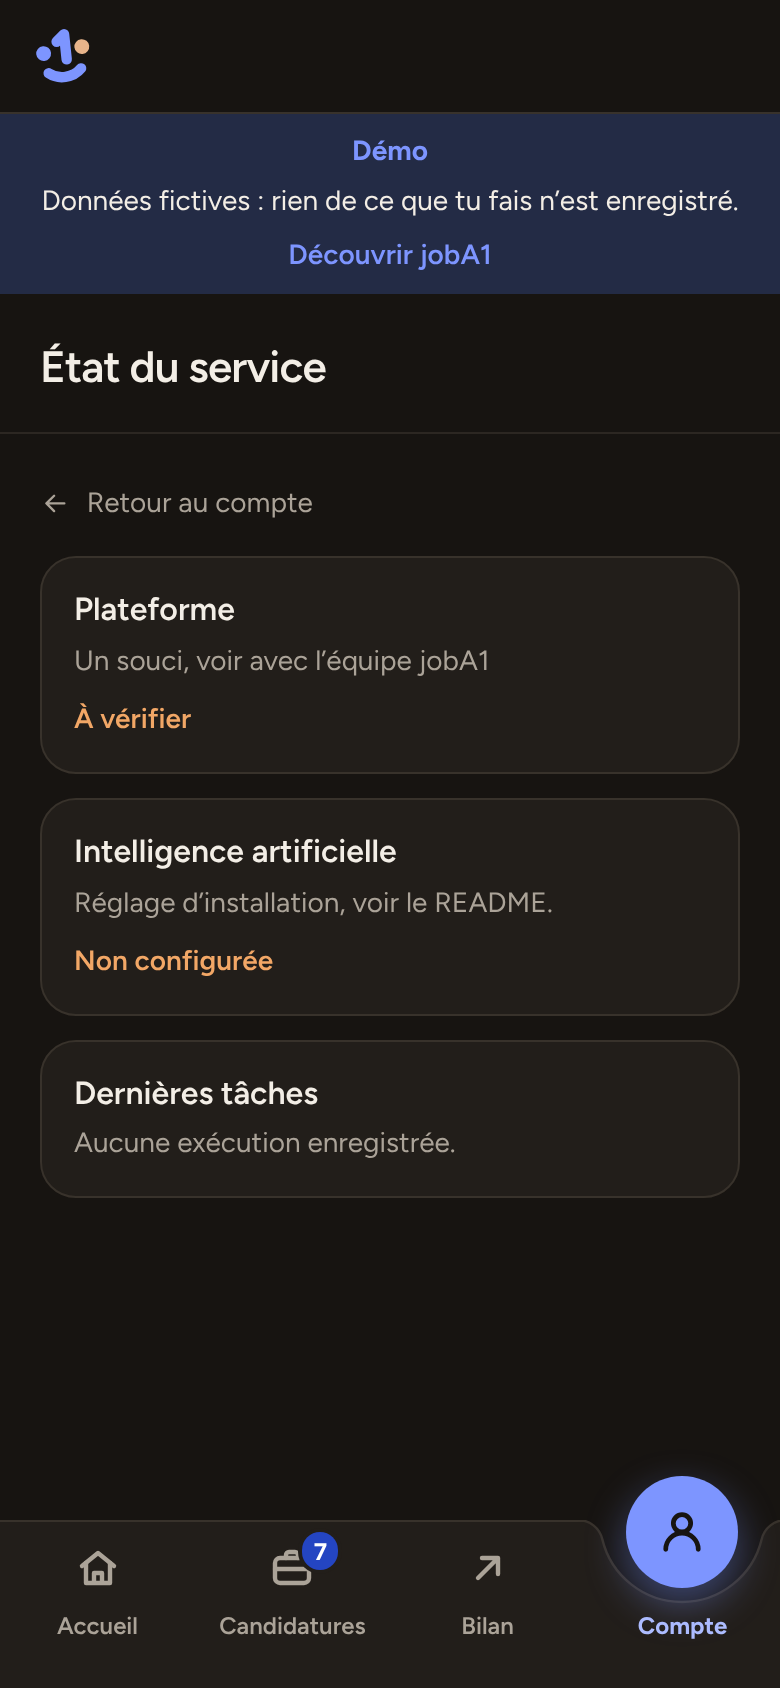 Démo
Données fictives : rien de ce que tu fais n’est enregistré.
Découvrir jobA1
État du service
← Retour au compte
Plateforme
Un souci, voir avec l’équipe jobA1
À vérifier
Intelligence artificielle
Réglage d’installation, voir le README.
Non configurée
Dernières tâches
Aucune exécution enregistrée.
7
Accueil
Candidatures
Bilan
Compte